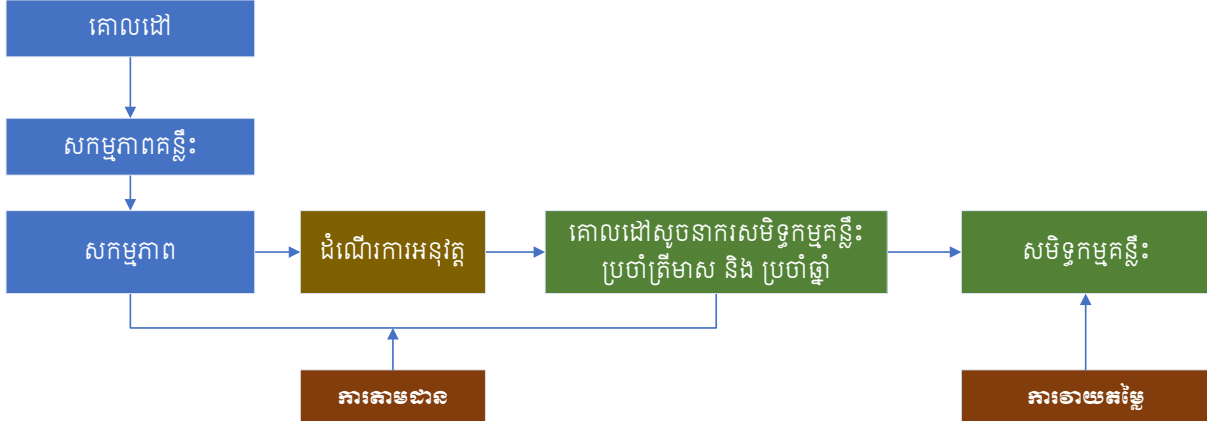 គោលដៅ
សកម្មភាពគន្លឹះ
សកម្មភាព
ដំណើរការអនុវត្ត
គោលដៅសូចនាករសមិទ្ធកម្មគន្លឹះ
ប្រចាំត្រីមាស និង ប្រចាំឆ្នាំ
សមិទ្ធកម្មគន្លឹះ
ការតាមដាន
ការវាយតម្លៃ